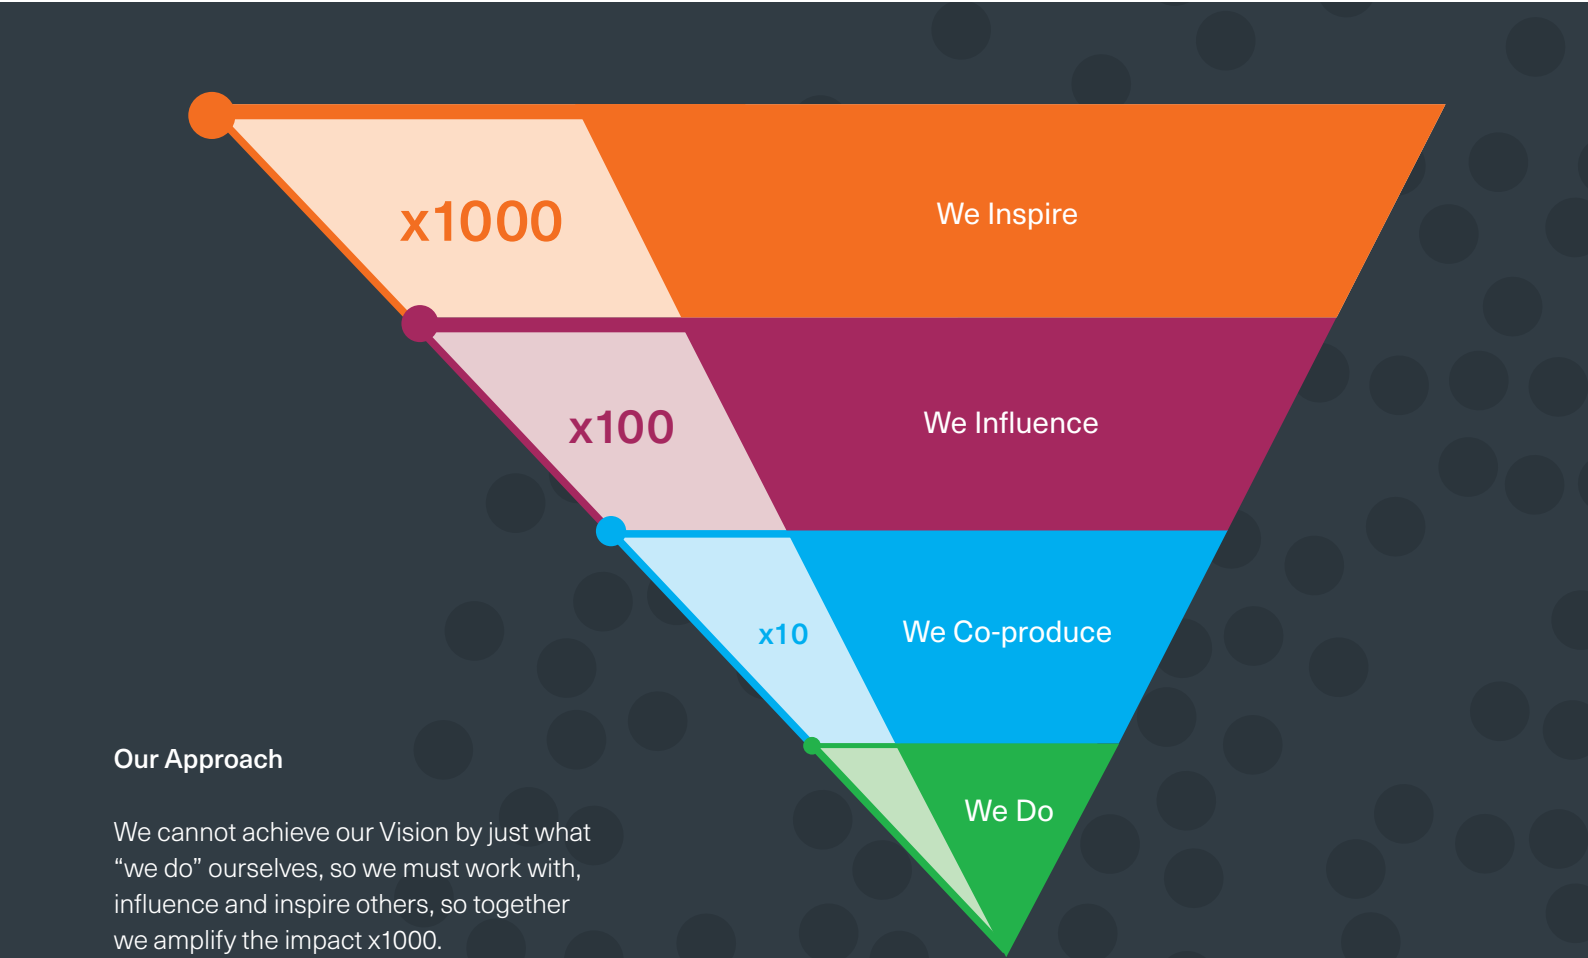 x1000
We Inspire
x100
We Influence
x10
We Co-produce
We Do
Our Approach
We cannot achieve our Vision by just what
“we do” ourselves, so we must work with,
influence and inspire others, so together
we amplify the impact x1000.